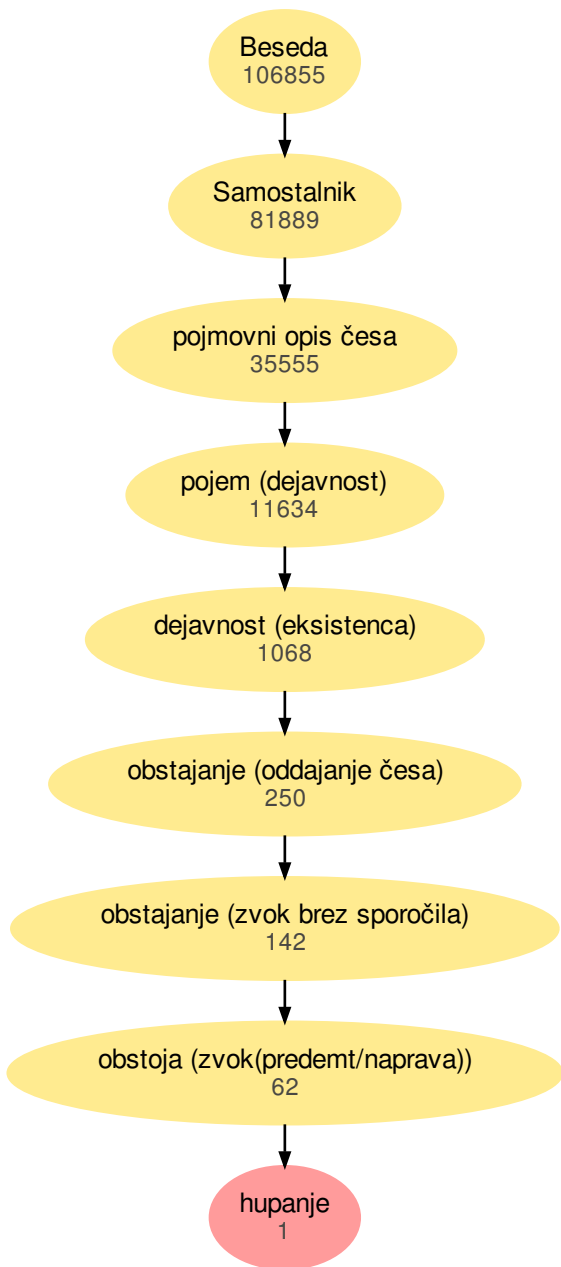 Beseda
106855
Samostalnik
81889
pojmovni opis česa
35555
pojem (dejavnost)
11634
dejavnost (eksistenca)
1068
obstajanje (oddajanje česa)
250
obstajanje (zvok brez sporočila)
142
obstoja (zvok(predemt/naprava))
62
hupanje
1